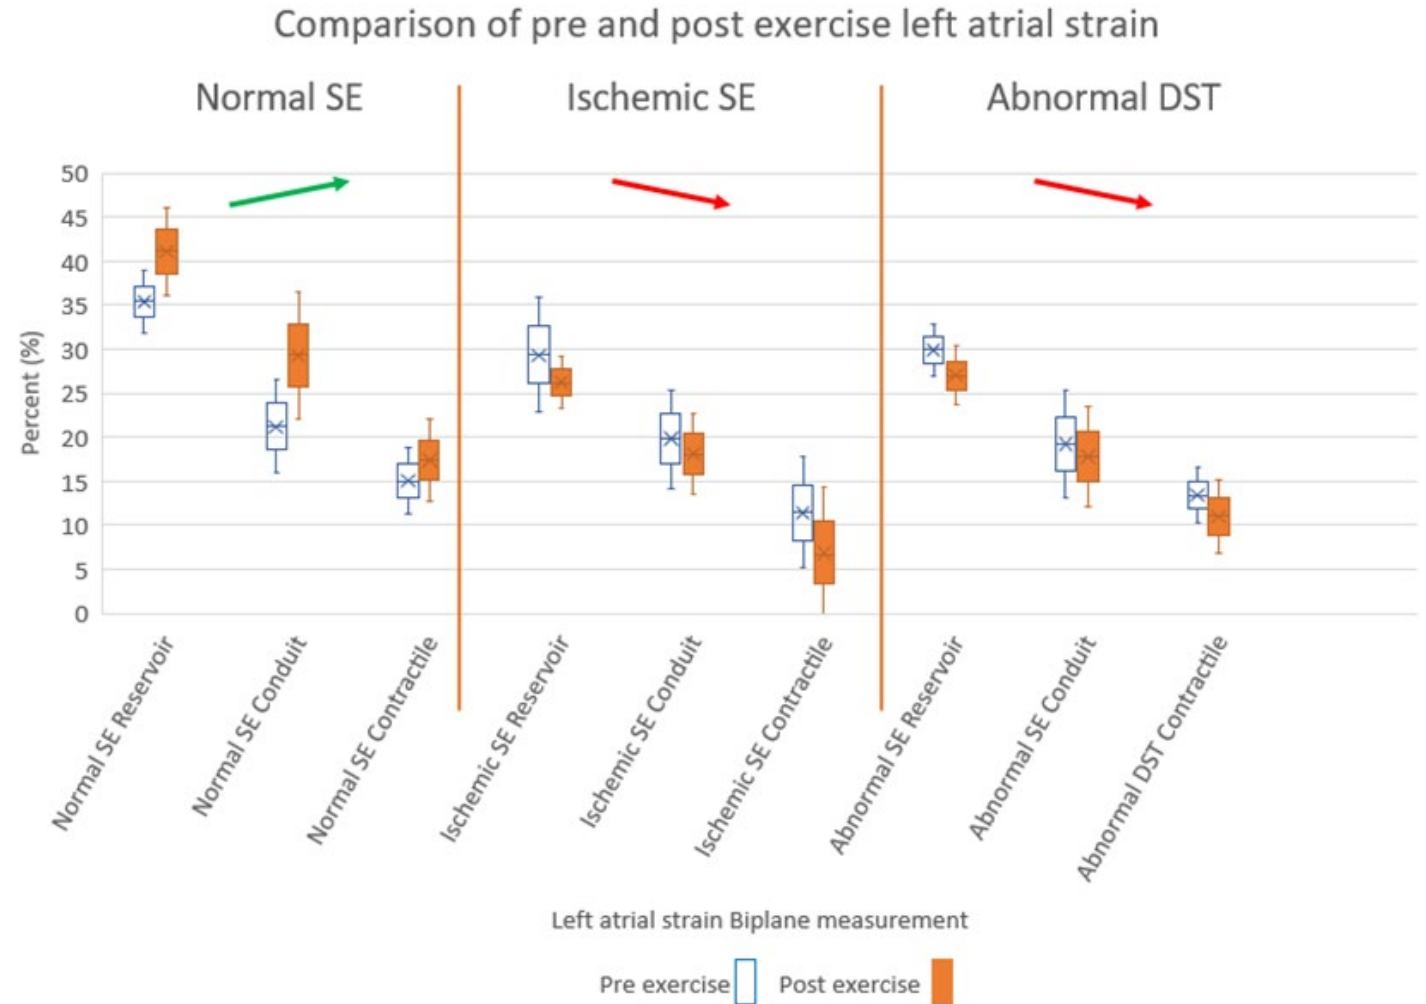 Comparison of pre and post exercise left atrial strain
Normal SE
Ischemic SE
Abnormal DST
Percent (%)
50
45
40
35
30
25
20
15
10
5
0
Normal SE Reservoir
Normal SE Conduit
Normal SE Contractile
Ischemic SE Reservoir
Ischemic SE Conduit
Ischemic SE Contractile
Abnormal SE Reservoir
Abnormal SE Conduit
Abnormal DST Contractile
Left atrial strain Biplane measurement
Pre exercise
Post exercise